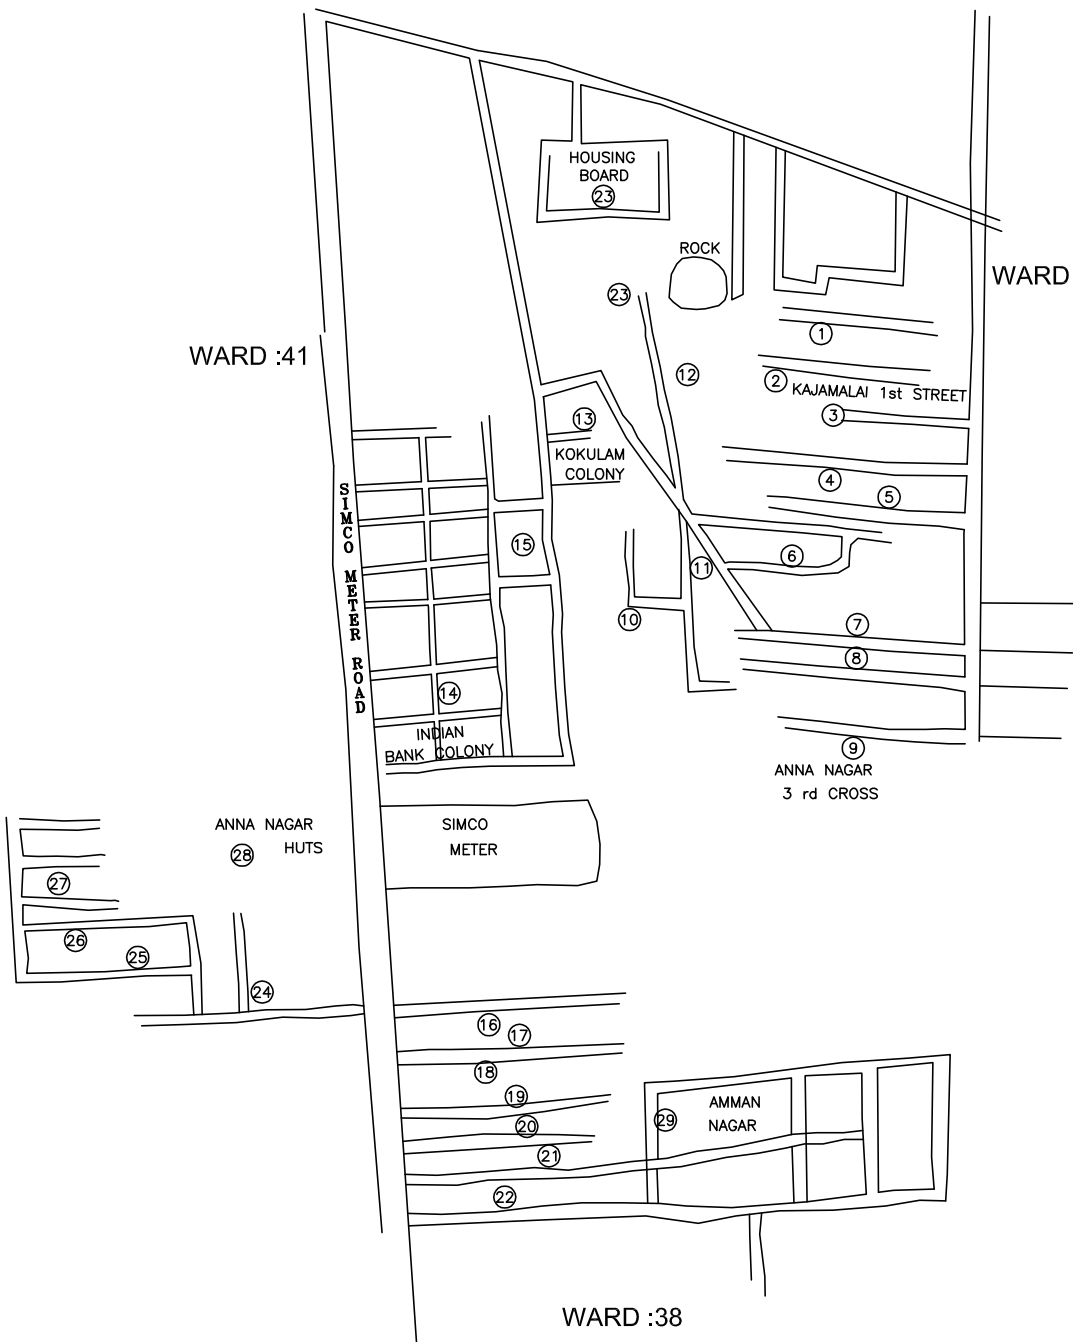 HOUSING
BOARD
23
ROCK
WARD
23
1
WARD :41
12
2
KAJAMALAI 1st STREET
3
13
KOKULAM
COLONY
4
5
SIMCO METER ROAD
15
6
11
10
7
8
14
INDIAN
BANK COLONY
9
ANNA NAGAR
3 rd CROSS
ANNA NAGAR
HUTS
28
SIMCO
METER
27
26
25
24
16
17
18
19
20
21
22
29
AMMAN
NAGAR
WARD :38